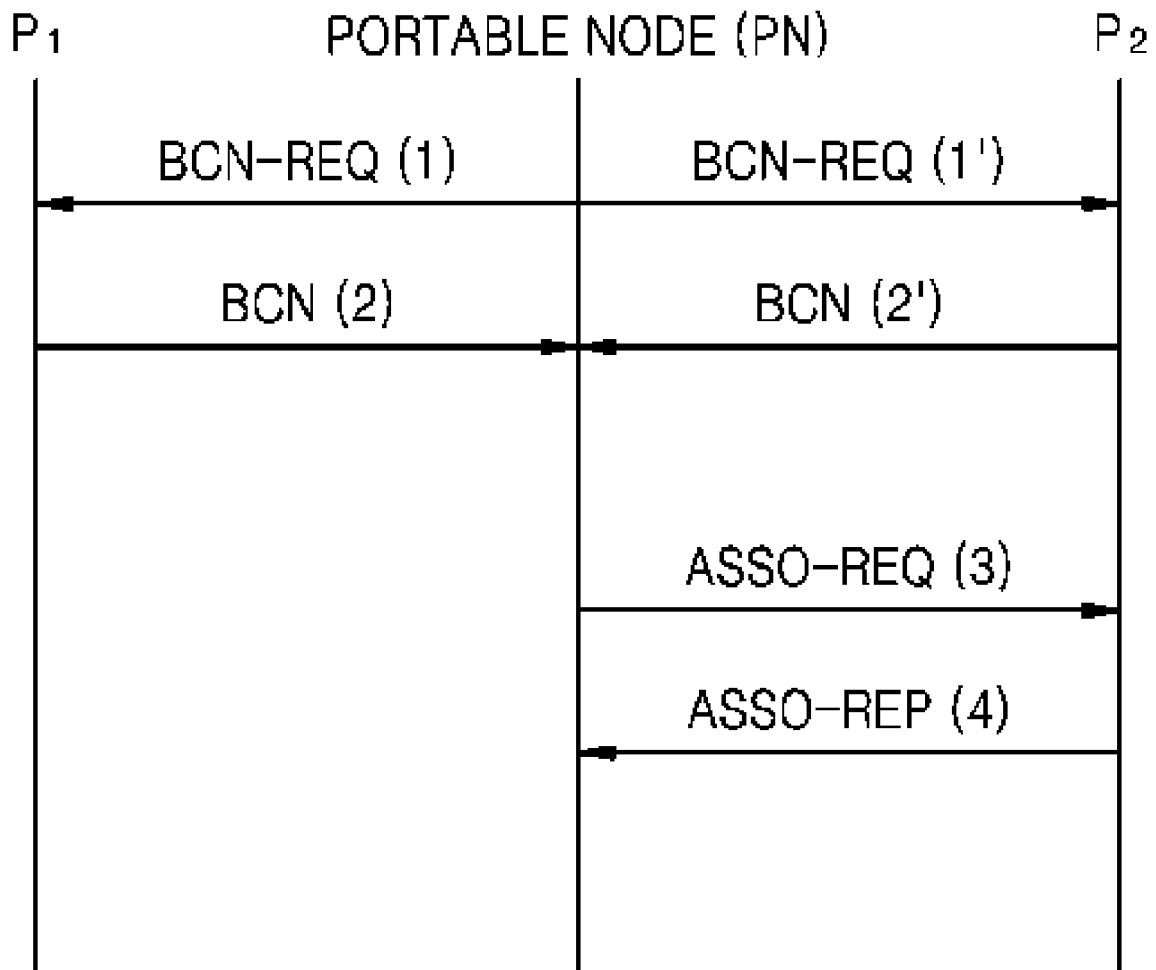 P1 PORTABLE NODE (PN) P2
BCN-REQ (1) BCN-REQ (1')
BCN (2) BCN (2')
ASSO-REQ (3)
ASSO-REP (4)